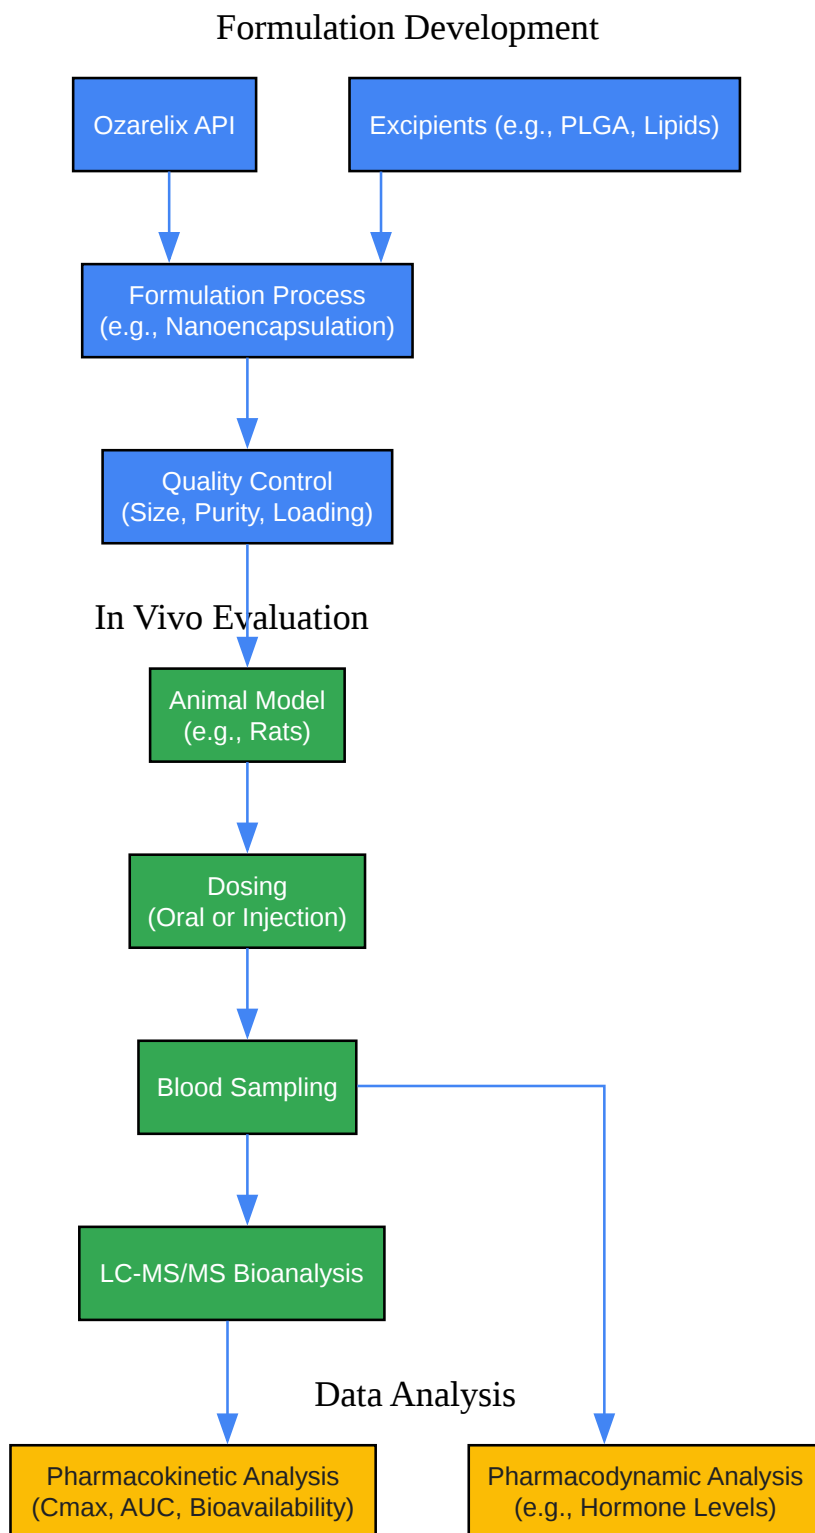 Formulation Development
Ozarelix API
Excipients (e.g., PLGA, Lipids)
Formulation Process
(e.g., Nanoencapsulation)
Quality Control
(Size, Purity, Loading)
In Vivo Evaluation
Animal Model
(e.g., Rats)
Dosing
(Oral or Injection)
Blood Sampling
LC-MS/MS Bioanalysis
Data Analysis
Pharmacokinetic Analysis
(Cmax, AUC, Bioavailability)
Pharmacodynamic Analysis
(e.g., Hormone Levels)